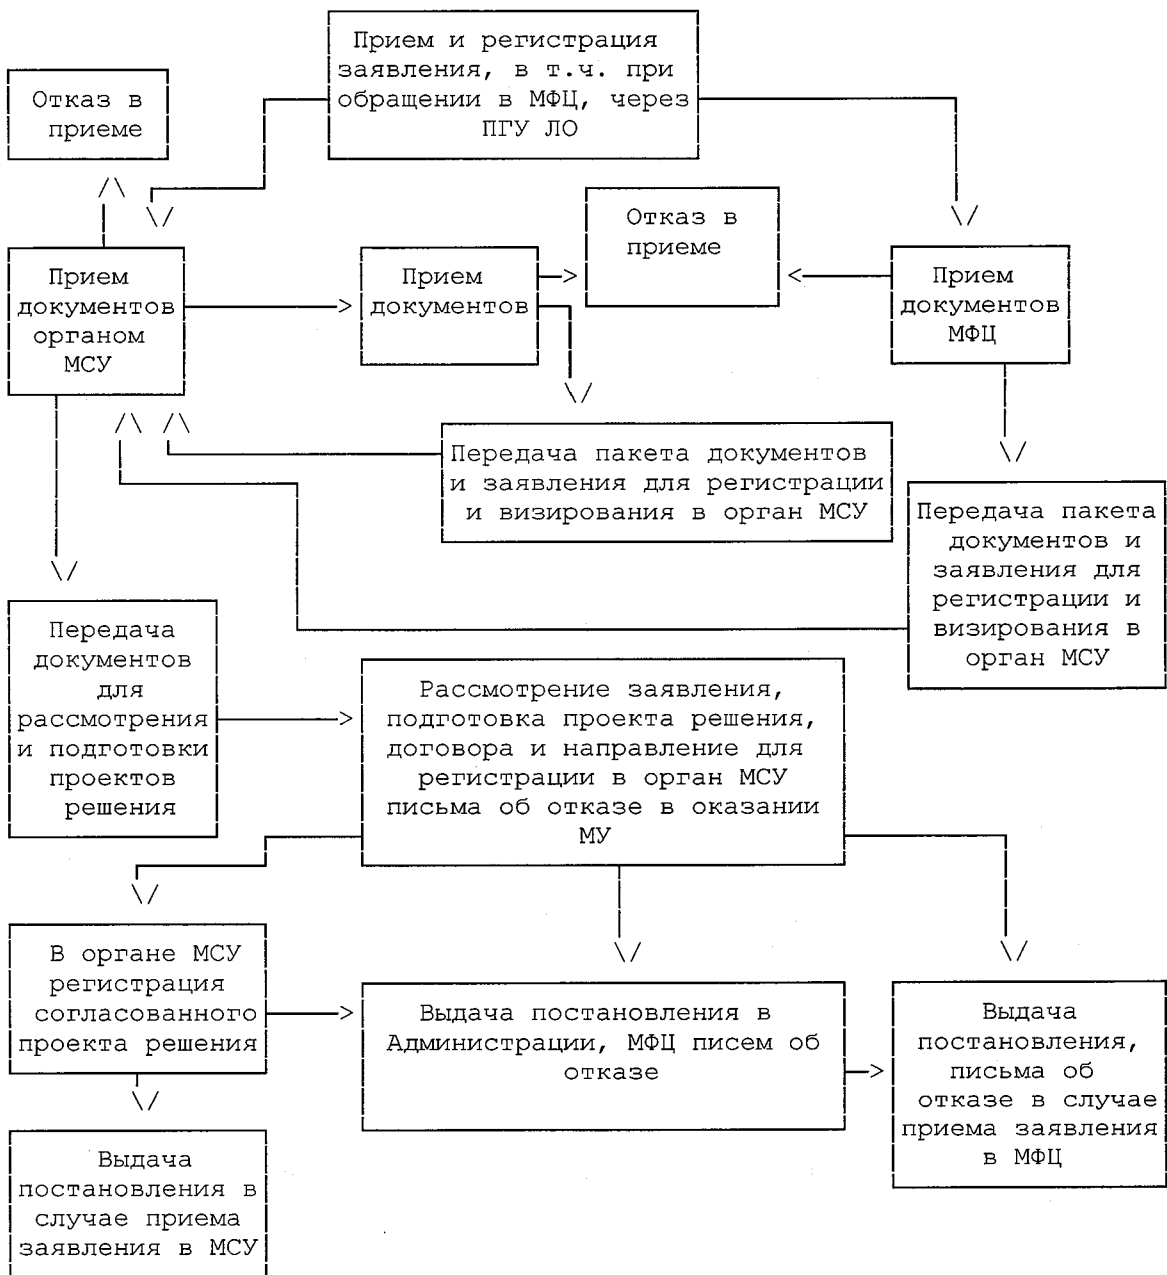 Прием и регистрация
заявления, в т.ч. при
обращении в МФЦ, через
ПГУ ЛО
Отказ в
приеме
Отказ в
приеме
Прием
документов
органом
МСУ
Прием
документов
Прием
документов
МФЦ
Передача пакета документов
и заявления для регистрации
и визирования в орган МСУ
Передача пакета
документов и
заявления для
регистрации и
визирования в
орган МСУ
Передача
документов
для
рассмотрения
и подготовки
проектов
решения
Рассмотрение заявления,
подготовка проекта решения,
договора и направление для
регистрации в орган МСУ
письма об отказе в оказании
МУ
В органе МСУ
регистрация
согласованного
проекта решения
Выдача постановления в
Администрации, МФЦ писем об
отказе
Выдача
постановления,
письма об
отказе в случае
приема заявления
в МФЦ
Выдача
постановления в
случае приема
заявления в МСУ